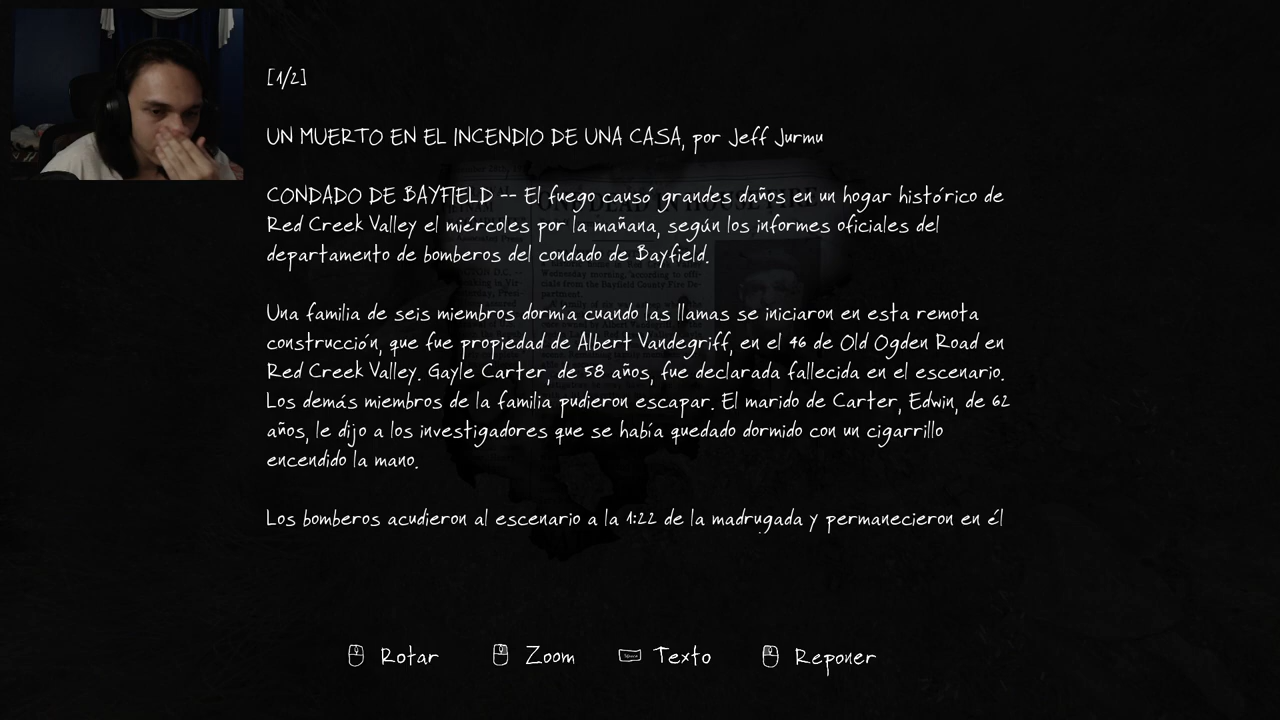 [1/2]
UN MUERTO EN EL INCENDIO DE UNA CASA, por Jeff Jurmu
CONDADO DE BAYFIELD -- El fuego causó grandes daños en un hogar histórico de
Red Creek Valley el miércoles por la mañana, según los informes oficiales del
departamento de bomberos del condado de Bayfield.
Una familia de seis miembros dormía cuando las llamas se iniciaron en esta remota
construcción, que fue propiedad de Albert Vandegriff, en el 46 de Old Ogden Road en
Red Creek Valley. Gayle Carter, de 58 años, fue declarada fallecida en el escenario.
Los demás miembros de la familia pudieron escapar. El marido de Carter, Edwin, de 62
años, le dijo a los investigadores que se había quedado dormido con un cigarrillo
encendido la mano.
Los bomberos acudieron al escenario a la 1:22 de la madrugada y permanecieron en él
Rotar
Zoom
Texto
Reponer